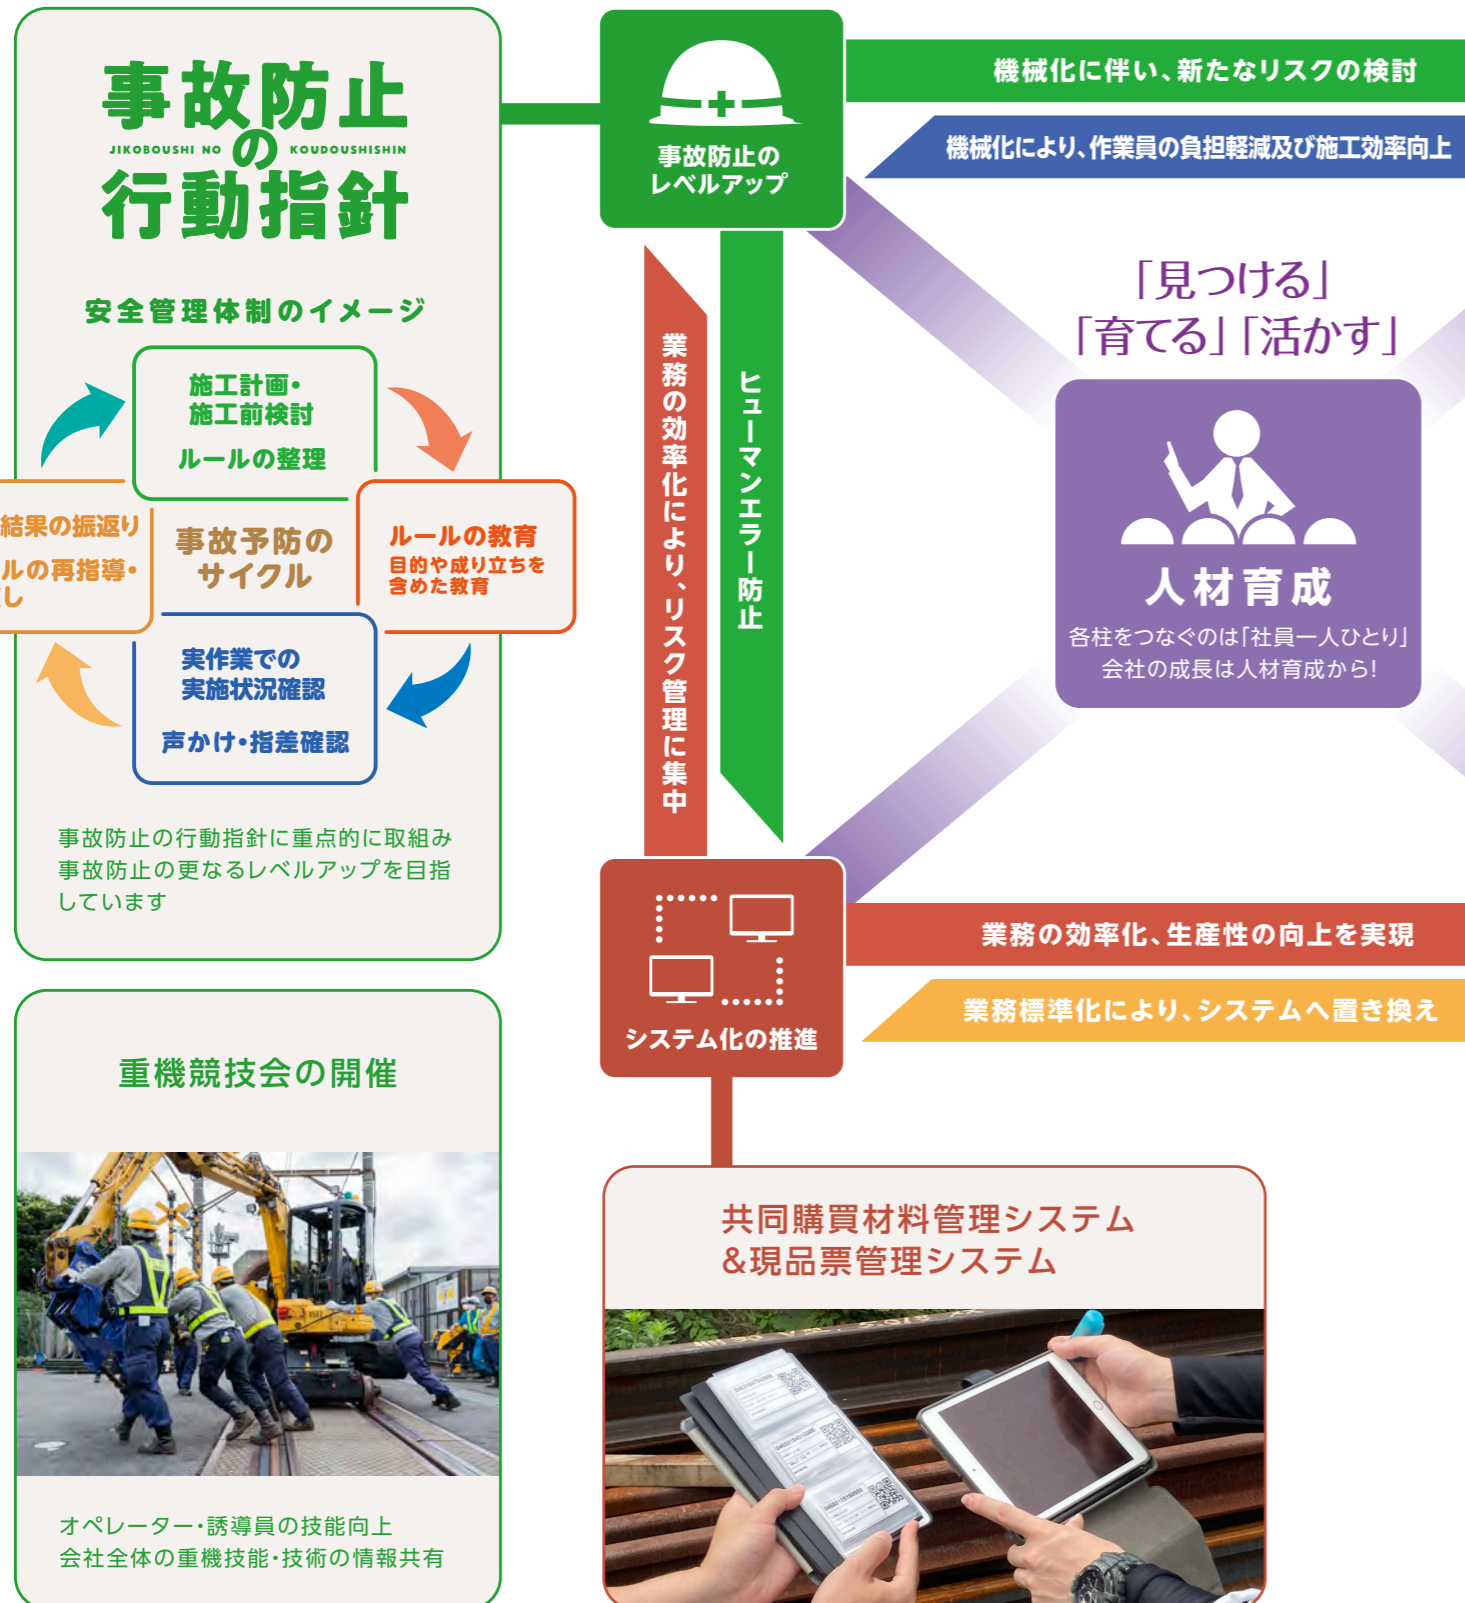 事故防止
の
JIKOBOUSHI NO KOUDOUSHISHIN
行動指針
安全管理体制のイメージ
施工計画・
施工前検討
ルールの整理
ルールの教育
目的や成り立ちを
含めた教育
事故予防の
サイクル
結果の振返り
ルの再指導・
し
実作業での
実施状況確認
声かけ・指差確認
事故防止の行動指針に重点的に取組み
事故防止の更なるレベルアップを目指
しています
重機競技会の開催
オペレーター・誘導員の技能向上
会社全体の重機技能・技術の情報共有
事故防止の
レベルアップ
機械化に伴い、新たなリスクの検討
機械化により、作業員の負担軽減及び施工効率向上
業務の効率化により、リスク管理に集中
ヒューマンエラー防止
「見つける」
「育てる」「活かす」
人材育成
各柱をつなぐのは「社員一人ひとり」
会社の成長は人材育成から!
システム化の推進
業務の効率化、生産性の向上を実現
業務標準化により、システムへ置き換え
共同購買材料管理システム
&現品票管理システム